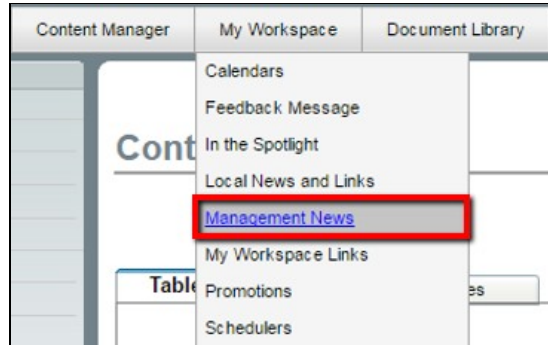 Content Manager My Workspace Document Library
Calendars
Feedback Message
Cont In the Spotlight
Local News and Links
Management News
My Workspace Links
Table Promotions es
Schedulers